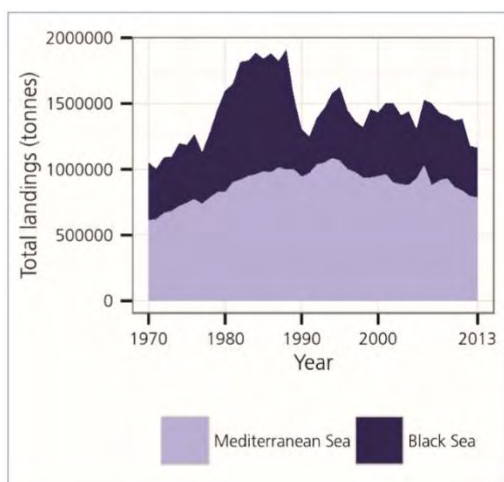 Total landings (tonnes)
2000000
1500000
1000000
500000
0
1970
1980
1990
2000
2013
Year
Mediterranean Sea
Black Sea